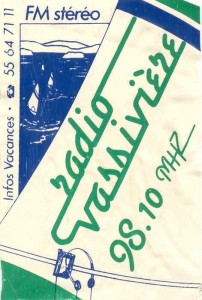 FM stéréo
Infos Vacances • ☎ 55 64 71 11
radio
vassivière
98.10 MHZ